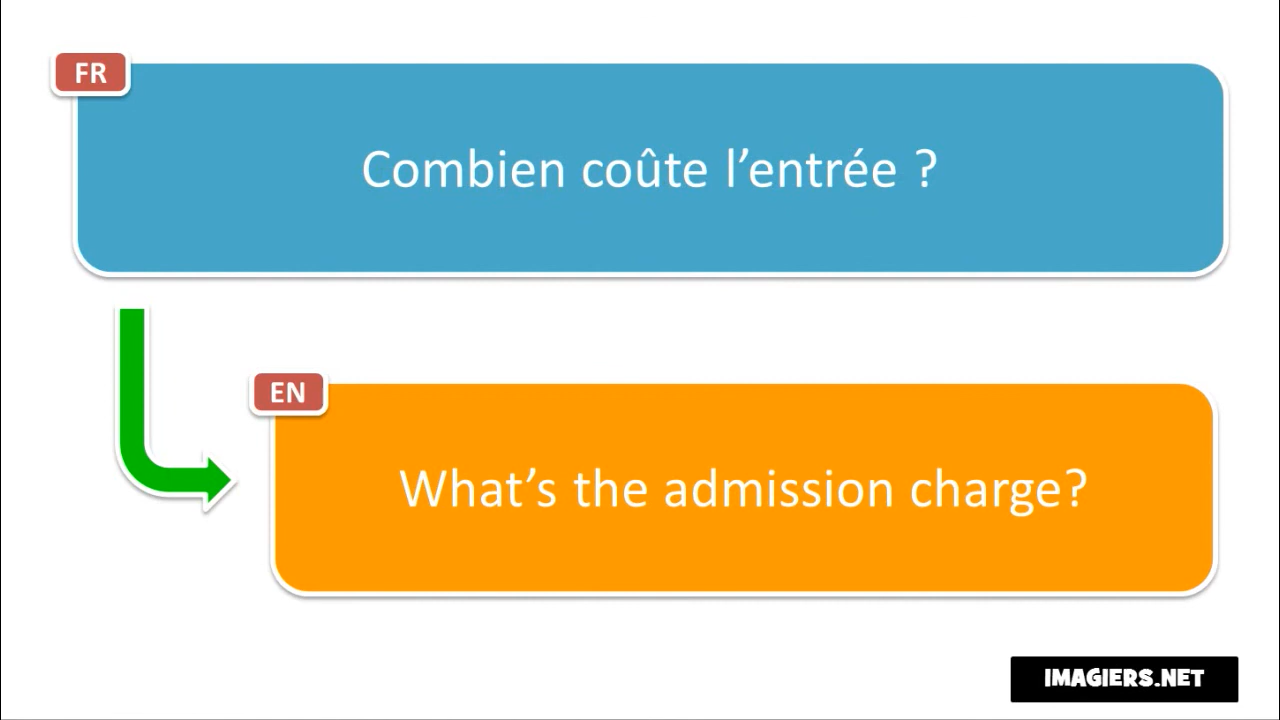 FR
Combien coûte l’entrée ?
EN
What’s the admission charge?
IMAGIERS.NET